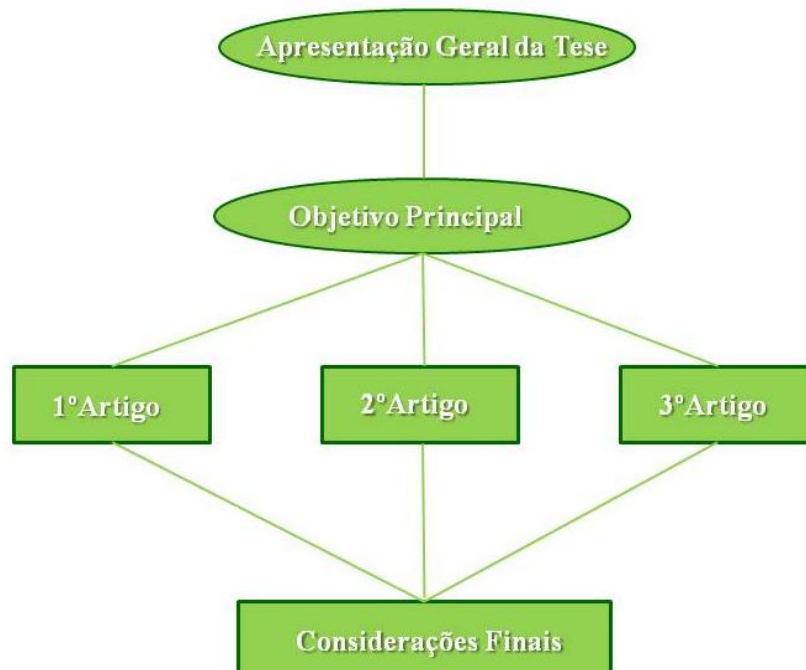 Apresentação Geral da Tese
Objetivo Principal
1ºArtigo
2ºArtigo
3ºArtigo
Considerações Finais